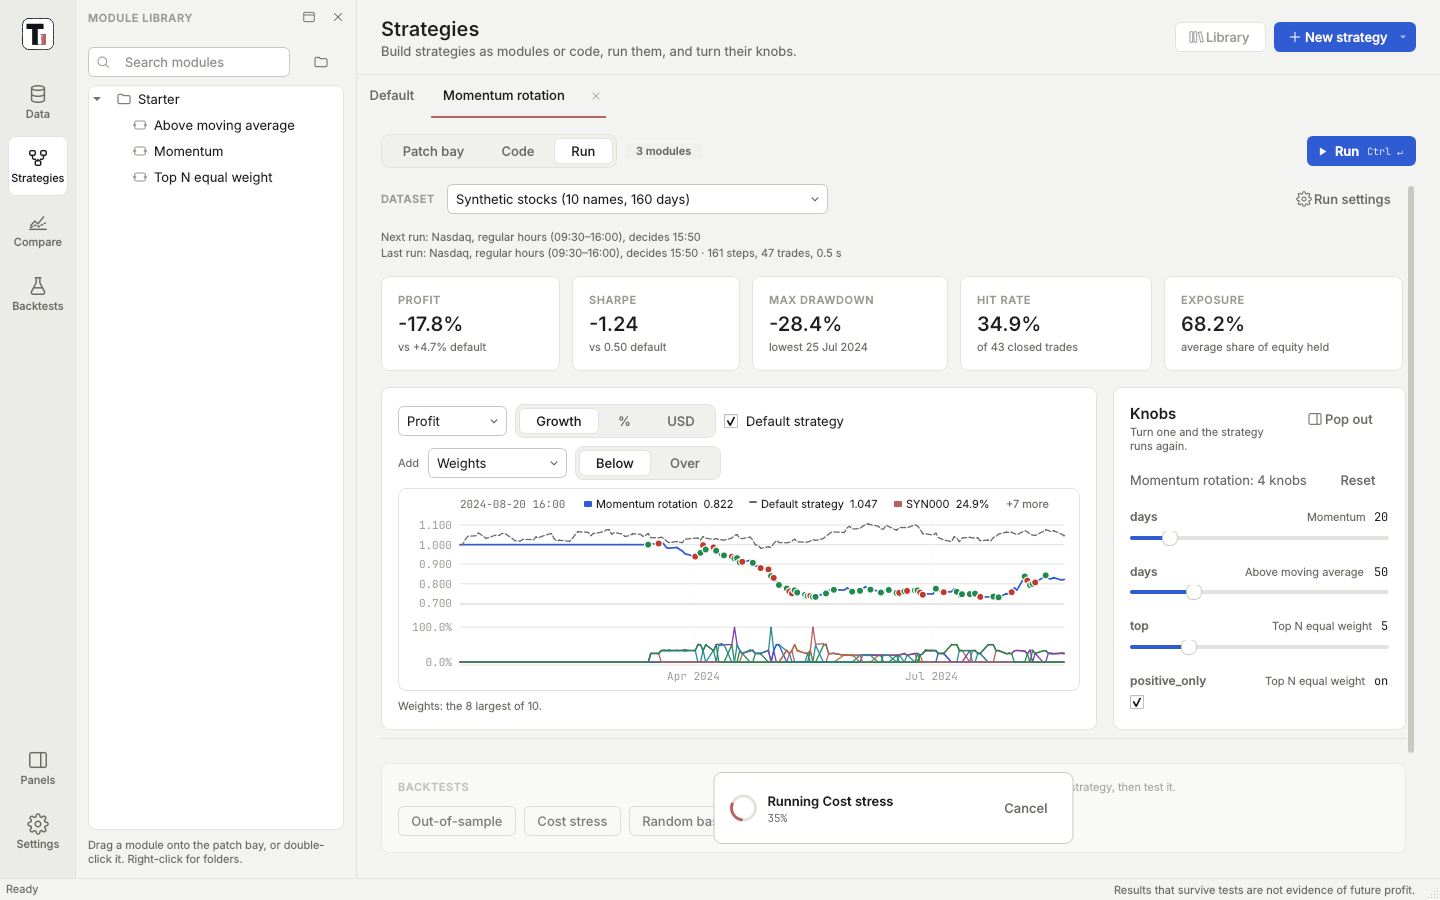 MODULE LIBRARY
Search modules
Starter
Above moving average
Momentum
Top N equal weight
Drag a module onto the patch bay, or double-
click it. Right-click for folders.
Data
Strategies
Compare
Backtests
Panels
Settings
Strategies
Build strategies as modules or code, run them, and turn their knobs.
Library
New strategy
Default
Momentum rotation
Patch bay
Code
Run
3 modules
Run Ctrl ↵
DATASET
Synthetic stocks (10 names, 160 days)
Run settings
Next run: Nasdaq, regular hours (09:30–16:00), decides 15:50
Last run: Nasdaq, regular hours (09:30–16:00), decides 15:50 · 161 steps, 47 trades, 0.5 s
PROFIT
-17.8%
vs +4.7% default
SHARPE
-1.24
vs 0.50 default
MAX DRAWDOWN
-28.4%
lowest 25 Jul 2024
HIT RATE
34.9%
of 43 closed trades
EXPOSURE
68.2%
average share of equity held
Profit
Growth
%
USD
Default strategy
Add
Weights
Below
Over
2024-08-20 16:00
Momentum rotation 0.822
Default strategy 1.047
SYN000 24.9%
+7 more
1.100
1.000
0.900
0.800
0.700
100.0%
0.0%
Apr 2024
Jul 2024
Weights: the 8 largest of 10.
Knobs
Turn one and the strategy
runs again.
Pop out
Momentum rotation: 4 knobs
Reset
days Momentum 20
days Above moving average 50
top Top N equal weight 5
positive_only Top N equal weight on
BACKTESTS
strategy, then test it.
Out-of-sample
Cost stress
Random ba
Running Cost stress
35%
Cancel
Ready
Results that survive tests are not evidence of future profit.